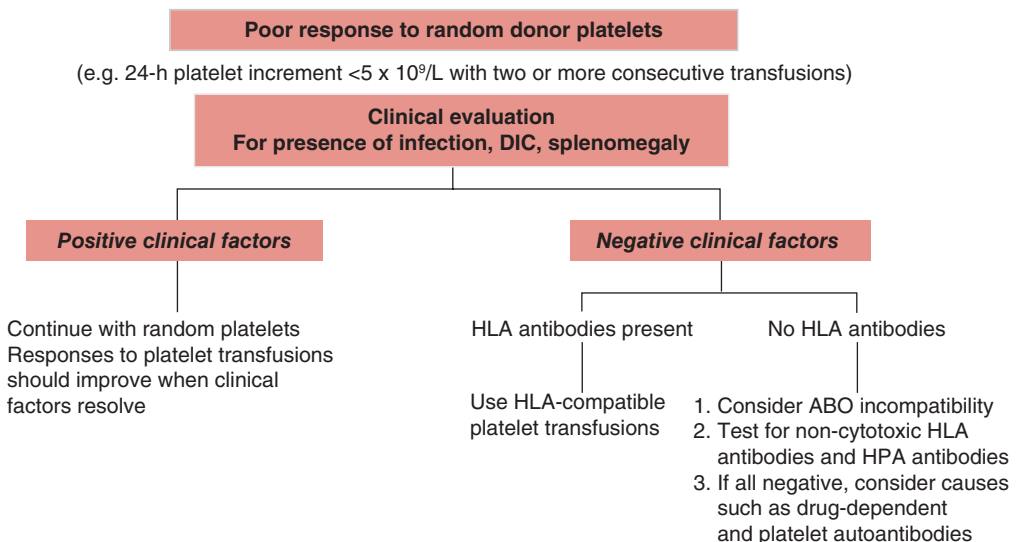 Poor response to random donor platelets
(e.g. 24-h platelet increment <5 x 10⁹/L with two or more consecutive transfusions)
Clinical evaluation
For presence of infection, DIC, splenomegaly
Positive clinical factors
Negative clinical factors
Continue with random platelets
Responses to platelet transfusions
should improve when clinical
factors resolve
HLA antibodies present
No HLA antibodies
Use HLA-compatible
platelet transfusions
1. Consider ABO incompatibility
2. Test for non-cytotoxic HLA
antibodies and HPA antibodies
3. If all negative, consider causes
such as drug-dependent
and platelet autoantibodies